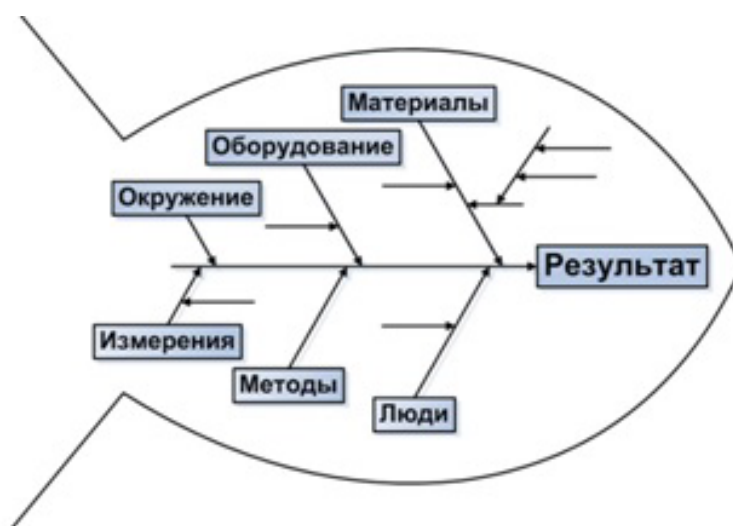 Материалы
Оборудование
Окружение
Результат
Измерения
Методы
Люди